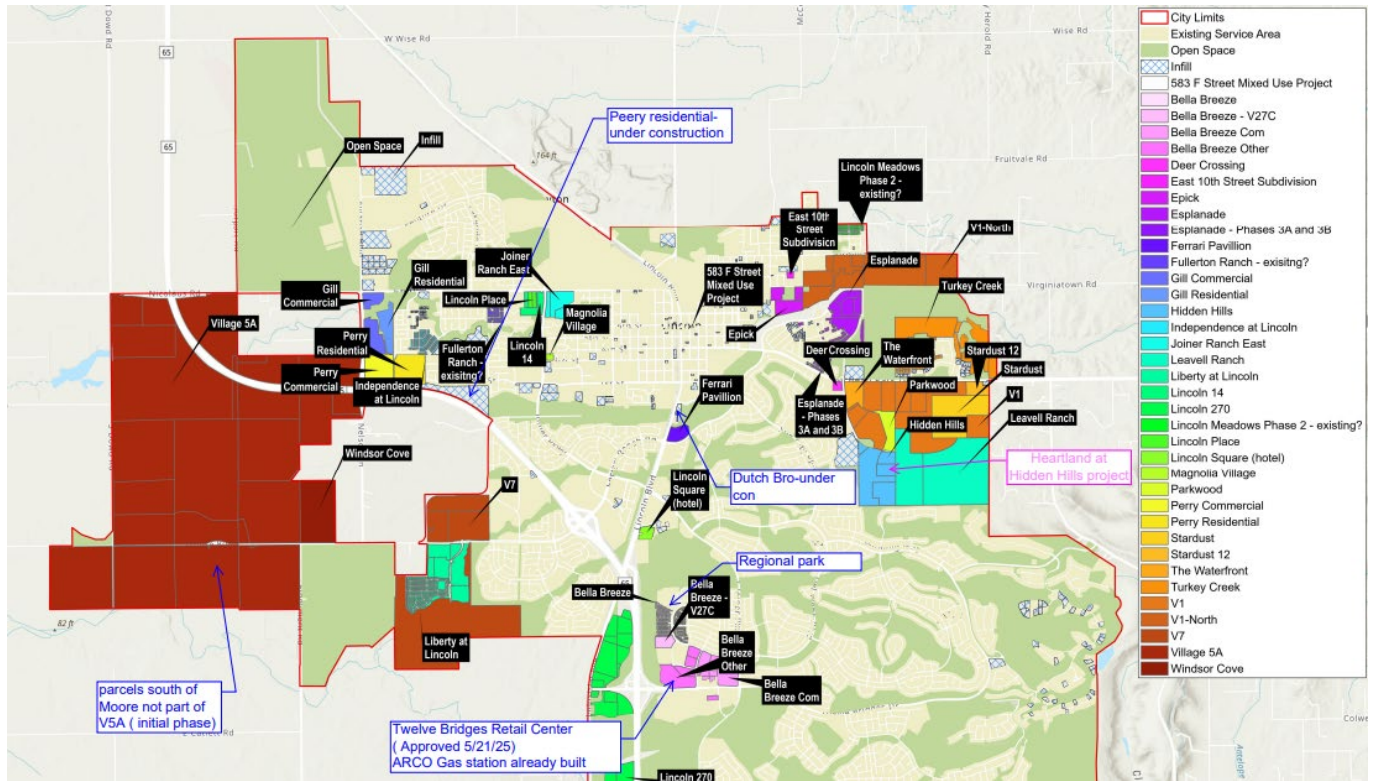 City Limits
Existing Service Area
Open Space
Infill
583 F Street Mixed Use Project
Bella Breeze
Bella Breeze - V27C
Bella Breeze Com
Bella Breeze Other
Deer Crossing
East 10th Street Subdivision
Epick
Esplanade
Esplanade - Phases 3A and 3B
Ferrari Pavillion
Fullerton Ranch - exisitng?
Gill Commercial
Gill Residential
Hidden Hills
Independence at Lincoln
Joiner Ranch East
Leavell Ranch
Liberty at Lincoln
Lincoln 14
Lincoln 270
Lincoln Meadows Phase 2 - existing?
Lincoln Place
Lincoln Square (hotel)
Magnolia Village
Parkwood
Perry Commercial
Perry Residential
Stardust
Stardust 12
The Waterfront
Turkey Creek
V1
V1-North
V7
Village 5A
Windsor Cove
W Wise Rd
Wise Rd
65
65
Peery residential-
under construction
164 ft
Fruitvale Rd
Open Space
Infill
Lincoln Meadows
Phase 2 -
existing?
East 10th
Street
Subdivision
V1-North
Esplanade
Joiner
Ranch East
583 F Street
Mixed Use
Project
Turkey Creek
Virginiatown Rd
Gill
Residential
Gill
Commercial
Nicolaus Rd
Lincoln Place
Magnolia
Village
Lincoln
Village 5A
Epick
Perry
Residential
Fullerton
Ranch -
exisitng?
Lincoln
14
Deer Crossing
The
Waterfront
Stardust 12
Stardust
Perry
Commercial
Independence
at Lincoln
Ferrari
Pavillion
Esplanade
- Phases
3A and 3B
Parkwood
V1
Hidden Hills
Leavell Ranch
Windsor Cove
Heartland at
Hidden Hills project
Dutch Bro-under
con
V7
Lincoln
Square
(hotel)
Lincoln Blvd
Regional park
65
Bella Breeze
Bella
Breeze -
V27C
82 ft
Liberty at
Lincoln
Bella
Breeze
Other
Bella
Breeze Com
parcels south of
Moore not part of
V5A ( initial phase)
Twelve Bridges Retail Center
( Approved 5/21/25)
ARCO Gas station already built
Lincoln 270